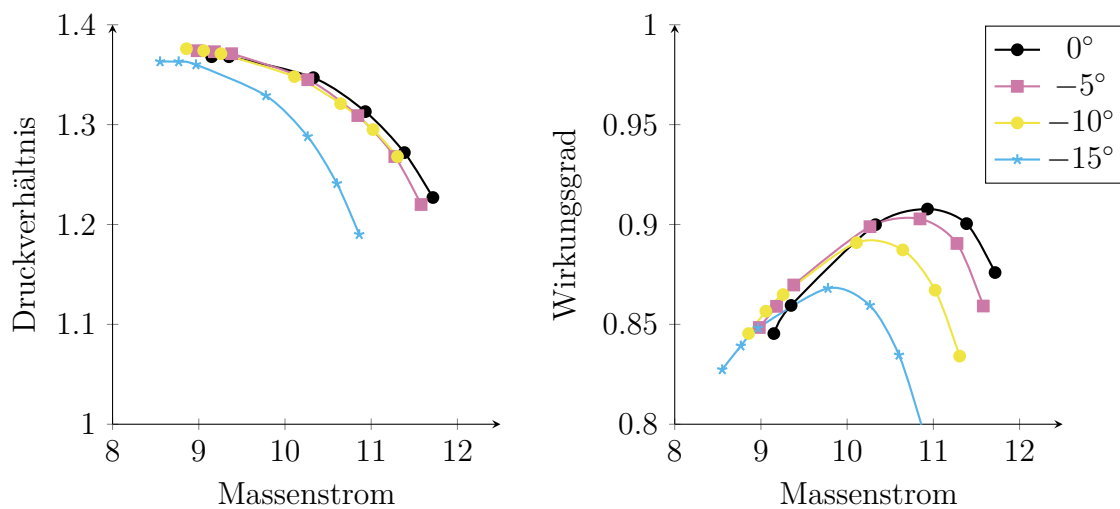 Druckverhältnis
1.4
1.3
1.2
1.1
1
8 9 10 11 12
Massenstrom
Wirkungsgrad
1
0.95
0.9
0.85
0.8
8 9 10 11 12
Massenstrom
0°
−5°
−10°
−15°